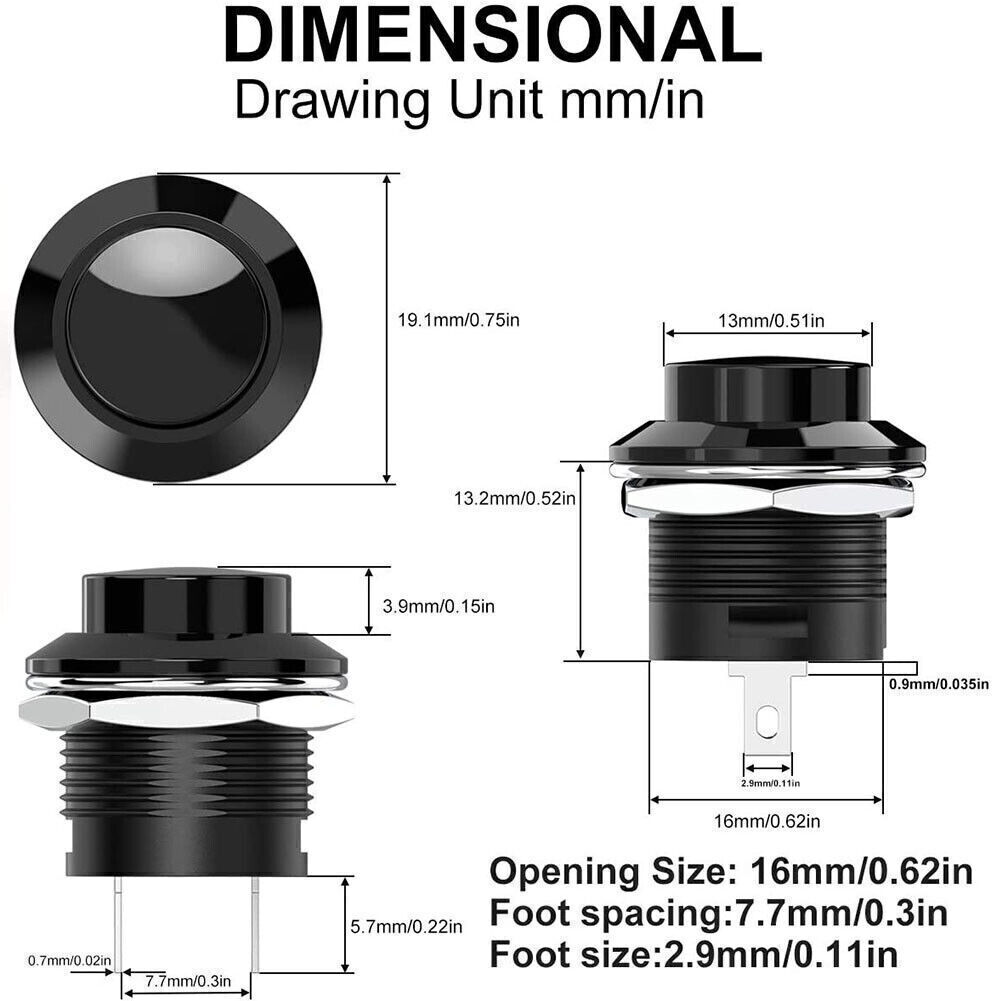 DIMENSIONAL
Drawing Unit mm/in
19.1mm/0.75in
13mm/0.51in
13.2mm/0.52in
3.9mm/0.15in
0.9mm/0.035in
2.9mm/0.11in
16mm/0.62in
5.7mm/0.22in
0.7mm/0.02in
7.7mm/0.3in
Opening Size: 16mm/0.62in
Foot spacing:7.7mm/0.3in
Foot size:2.9mm/0.11in